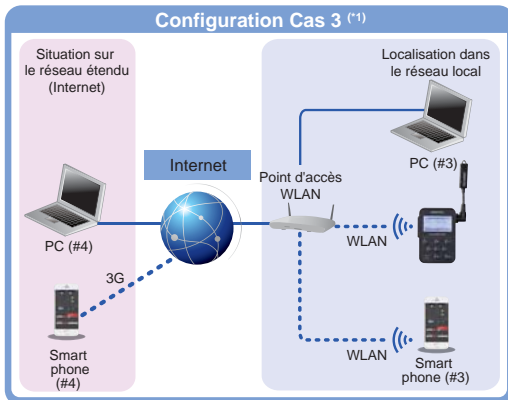 Configuration Cas 3 (*1)
Situation sur
le réseau étendu
(Internet)
Localisation dans
le réseau local
PC (#3)
Internet
Point d'accès
WLAN
PC (#4)
WLAN
3G
Smart
phone
(#4)
WLAN
Smart
phone (#3)